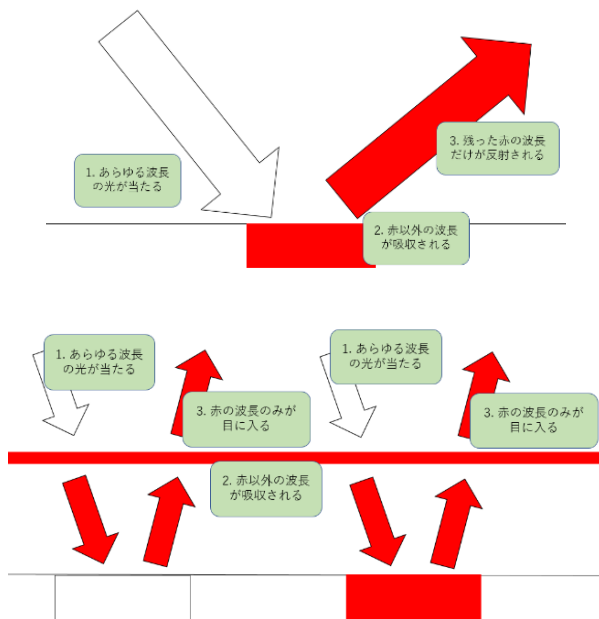 1. あらゆる波長
の光が当たる
3. 残った赤の波長
だけが反射される
2. 赤以外の波長
が吸収される
1. あらゆる波長
の光が当たる
3. 赤の波長のみが
目に入る
2. 赤以外の波長
が吸収される
1. あらゆる波長
の光が当たる
3. 赤の波長のみが
目に入る